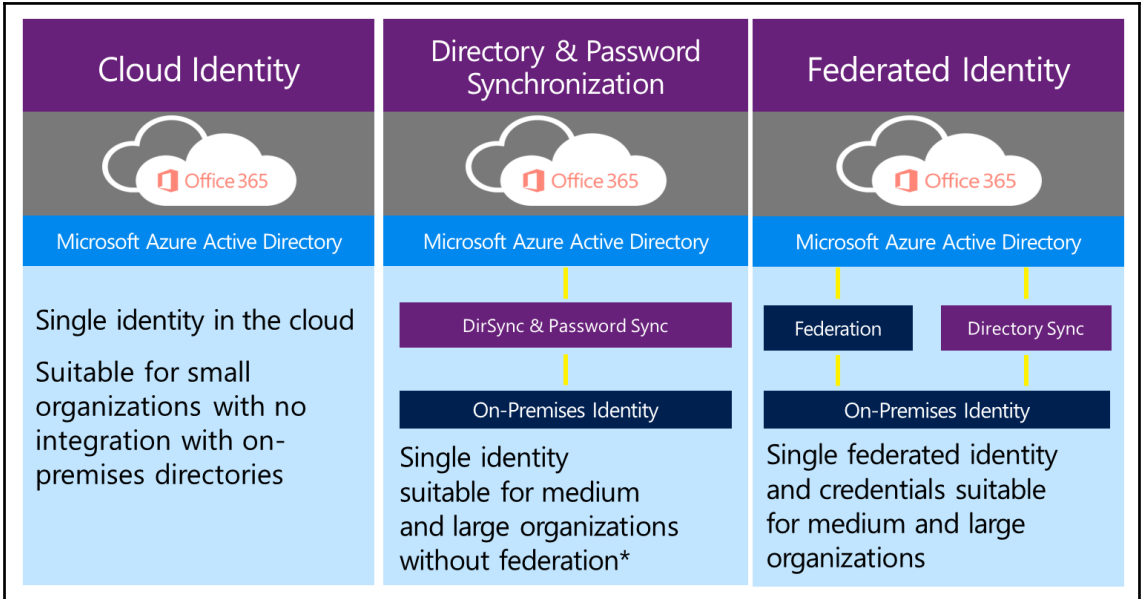 Cloud Identity
Office 365
Microsoft Azure Active Directory
Single identity in the cloud
Suitable for small
organizations with no
integration with on-
premises directories
Directory & Password
Synchronization
Office 365
Microsoft Azure Active Directory
DirSync & Password Sync
On-Premises Identity
Single identity
suitable for medium
and large organizations
without federation*
Federated Identity
Office 365
Microsoft Azure Active Directory
Federation
Directory Sync
On-Premises Identity
Single federated identity
and credentials suitable
for medium and large
organizations